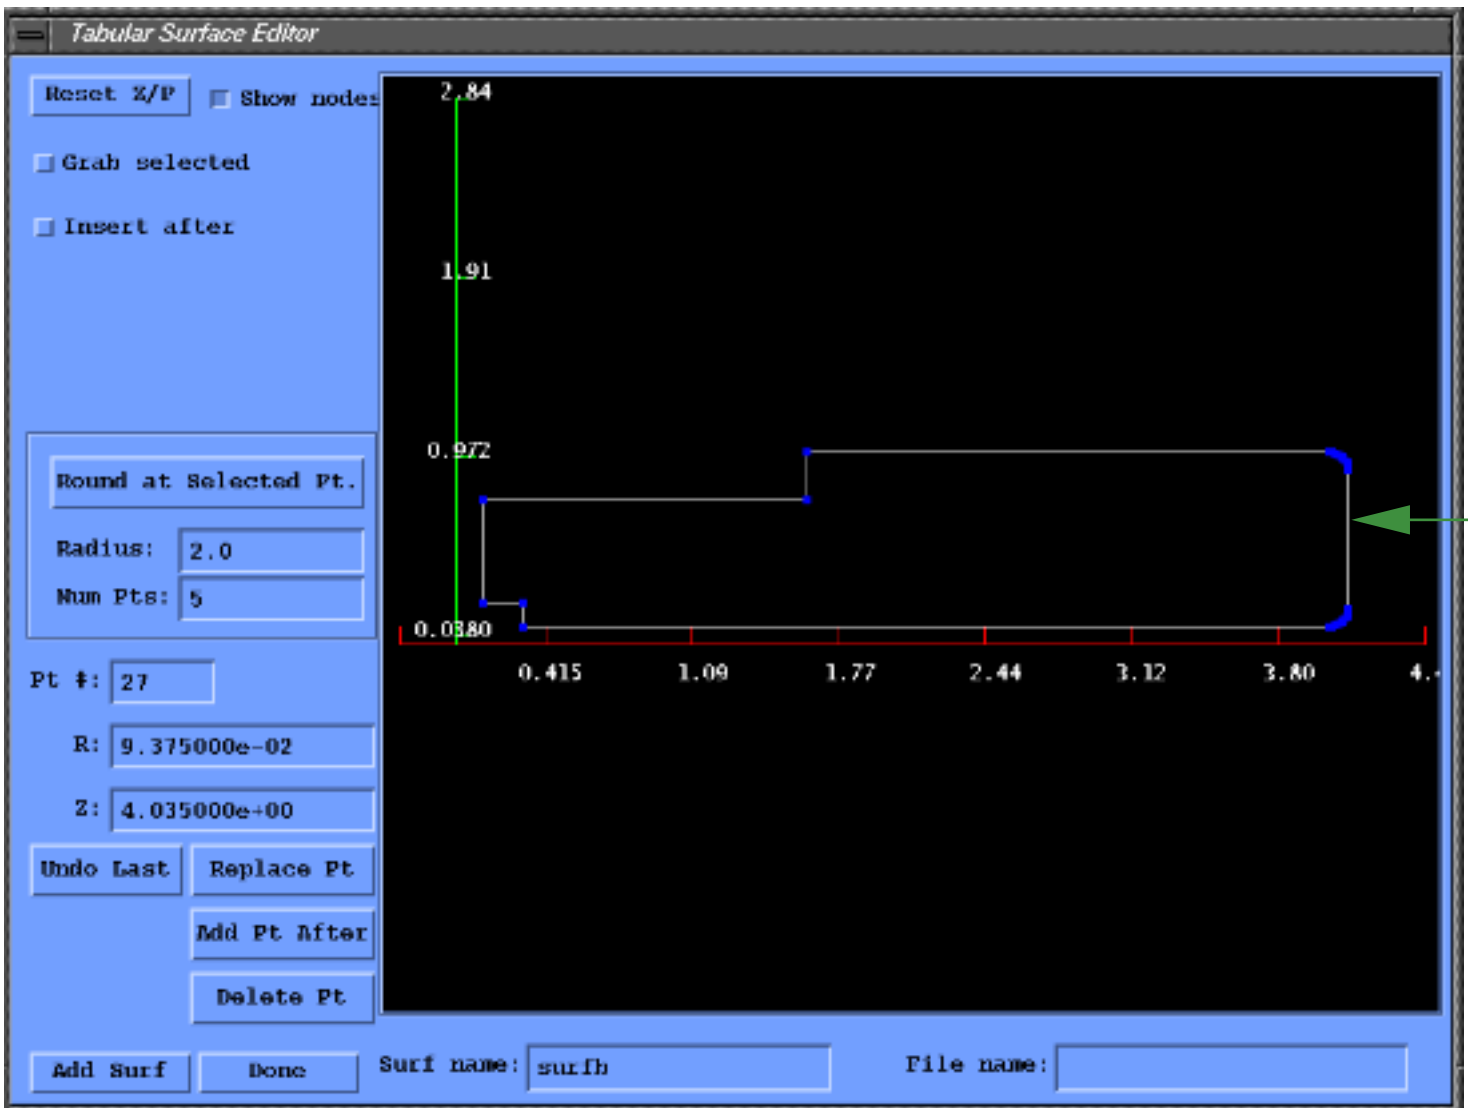 Tabular Surface Editor
Reset Z/P Show nodes
Grab selected
Insert after
Round at Selected Pt.
Radius: 2.0
Num Pts: 5
Pt #: 27
R: 9.375000e-02
Z: 4.035000e+00
Undo Last Replace Pt
Add Pt After
Delete Pt
Add Surf Done Surf name: surfb File name:
2.84
1.91
0.972
0.0380
0.415 1.09 1.77 2.44 3.12 3.80 4.